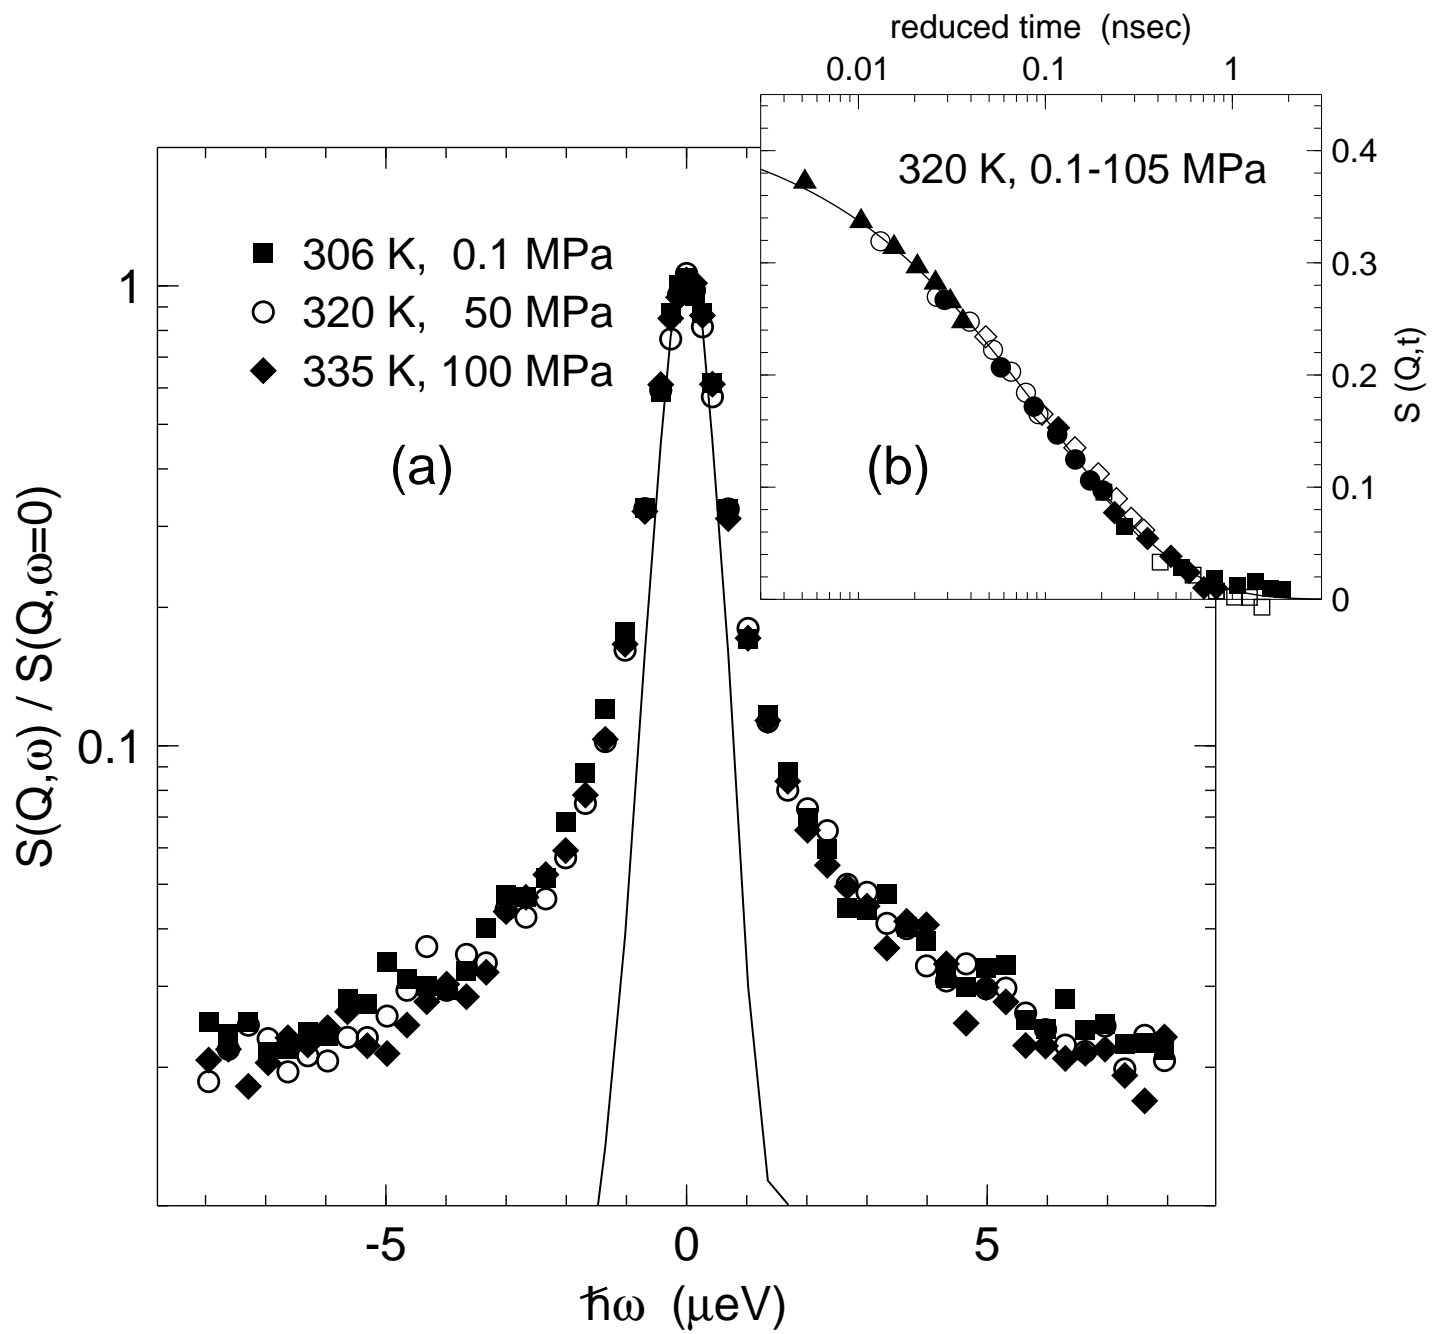 reduced time (nsec)
0.01 0.1 1
320 K, 0.1-105 MPa
0.4
0.3
0.2
0.1
0
S (Q,t)
(b)
306 K, 0.1 MPa
320 K, 50 MPa
335 K, 100 MPa
(a)
1
0.1
S(Q,ω) / S(Q,ω=0)
-5 0 5
ħω (μeV)